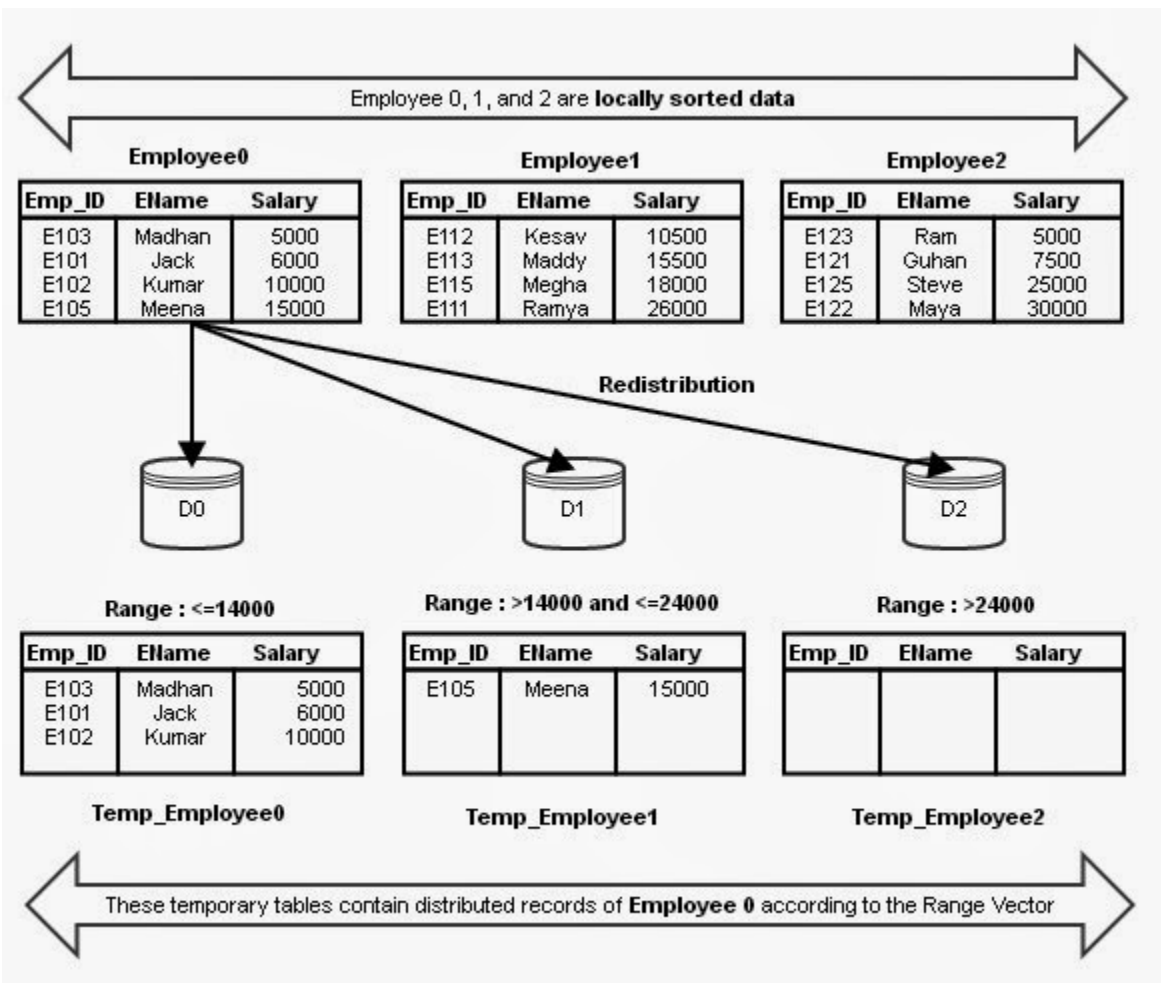 Employee 0, 1, and 2 are locally sorted data
Employee0 Employee1 Employee2
Emp_ID EName Salary Emp_ID EName Salary Emp_ID EName Salary
E103 Madhan 5000 E112 Kesav 10500 E123 Ram 5000
E101 Jack 6000 E113 Maddy 15500 E121 Guhan 7500
E102 Kumar 10000 E115 Megha 18000 E125 Steve 25000
E105 Meena 15000 E111 Ramya 26000 E122 Maya 30000
Redistribution
D0 D1 D2
Range : <=14000 Range : >14000 and <=24000 Range : >24000
Emp_ID EName Salary Emp_ID EName Salary Emp_ID EName Salary
E103 Madhan 5000 E105 Meena 15000
E101 Jack 6000
E102 Kumar 10000
Temp_Employee0 Temp_Employee1 Temp_Employee2
These temporary tables contain distributed records of Employee 0 according to the Range Vector